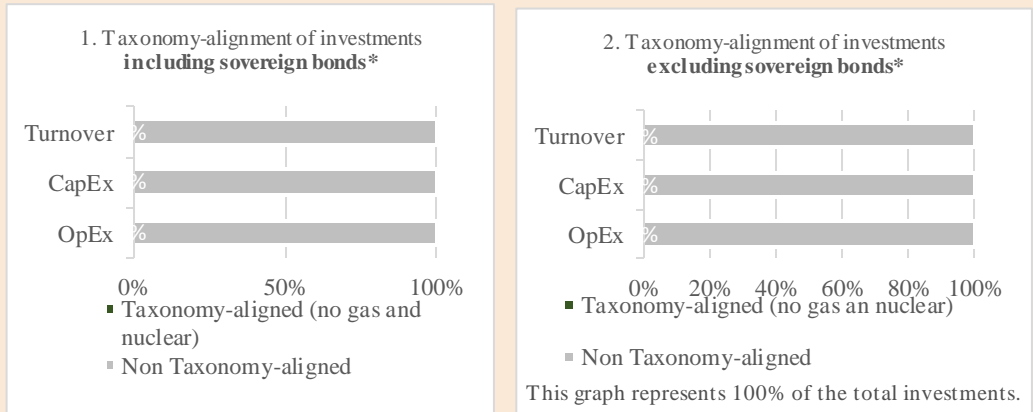 1. Taxonomy-alignment of investments
including sovereign bonds*
Turnover
%
CapEx
%
OpEx
%
0% 50% 100%
Taxonomy-aligned (no gas and
nuclear)
Non Taxonomy-aligned
2. Taxonomy-alignment of investments
excluding sovereign bonds*
Turnover
%
CapEx
%
OpEx
%
0% 20% 40% 60% 80% 100%
Taxonomy-aligned (no gas an nuclear)
Non Taxonomy-aligned
This graph represents 100% of the total investments.